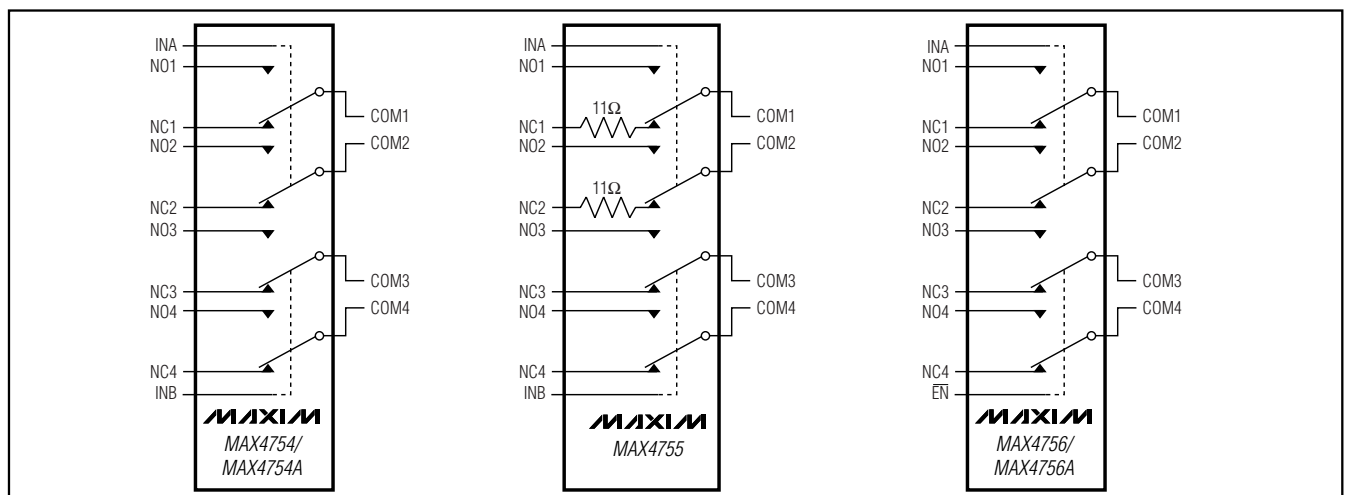 INA
NO1
NC1
NO2
NC2
NO3
NC3
NO4
NC4
INB
COM1
COM2
COM3
COM4
MAXIM
MAX4754/
MAX4754A
INA
NO1
11Ω
NC1
NO2
11Ω
NC2
NO3
NC3
NO4
NC4
INB
COM1
COM2
COM3
COM4
MAXIM
MAX4755
INA
NO1
NC1
NO2
NC2
NO3
NC3
NO4
NC4
E̅N̅
COM1
COM2
COM3
COM4
MAXIM
MAX4756/
MAX4756A